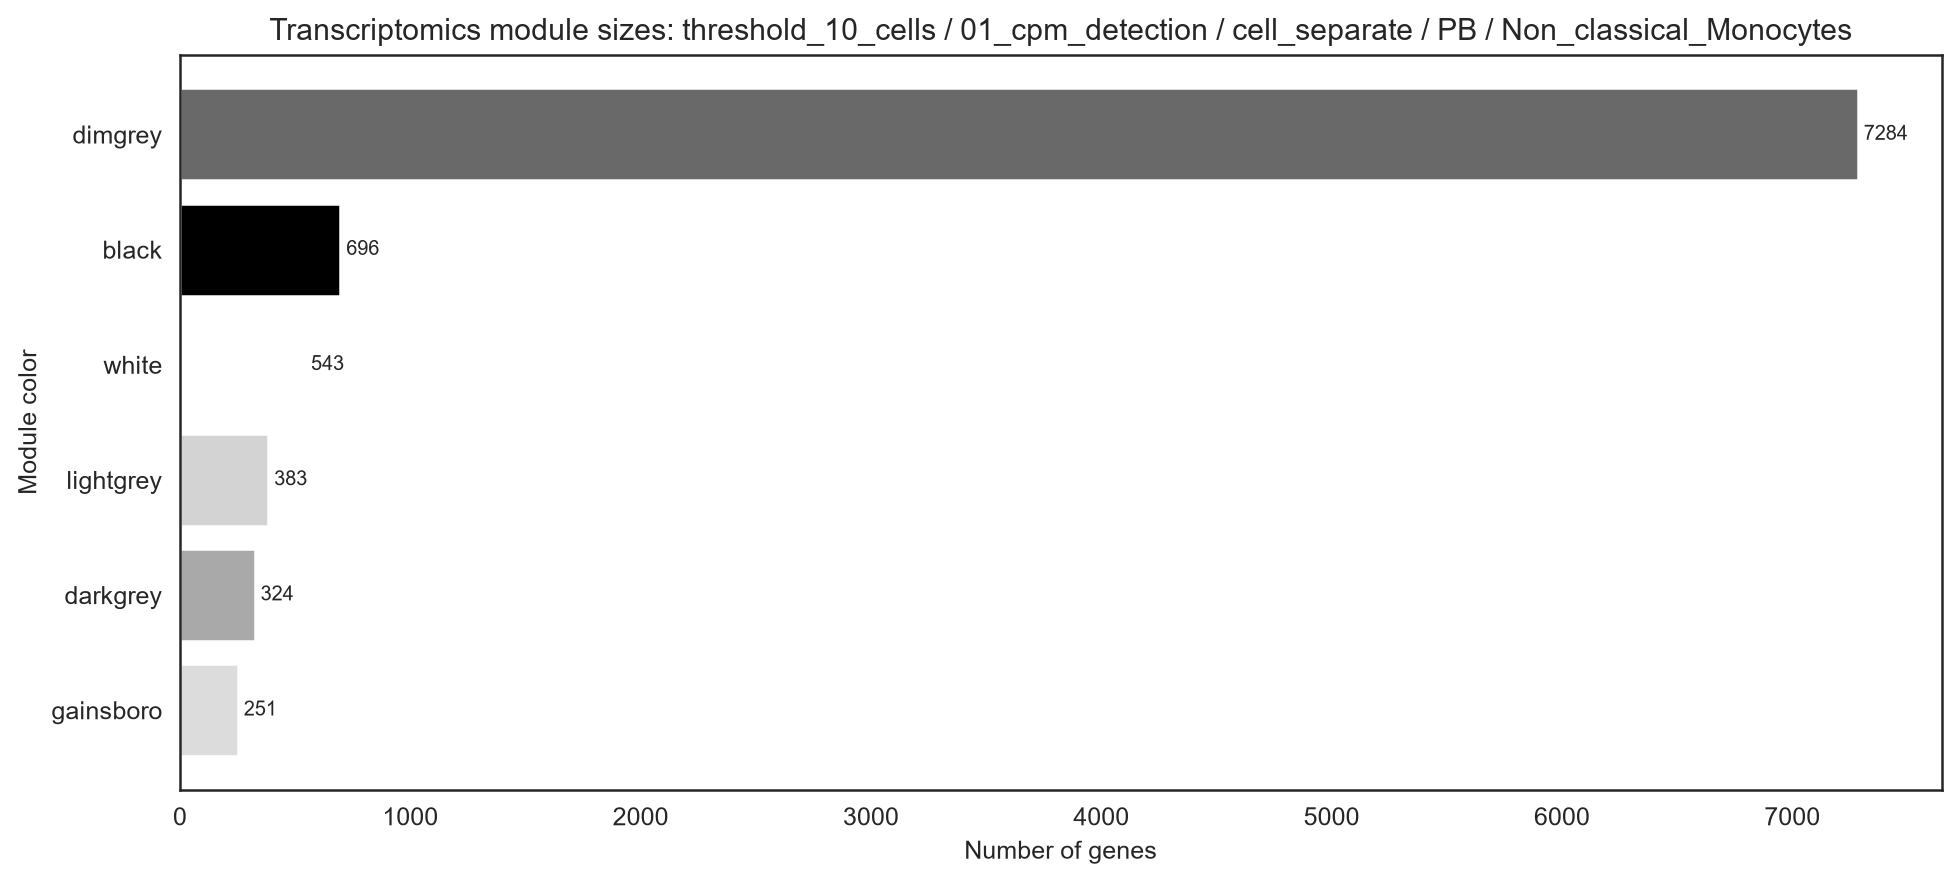 Transcriptomics module sizes: threshold_10_cells / 01_cpm_detection / cell_separate / PB / Non_classical_Monocytes
Module color
dimgrey 7284
black 696
white 543
lightgrey 383
darkgrey 324
gainsboro 251
0 1000 2000 3000 4000 5000 6000 7000
Number of genes